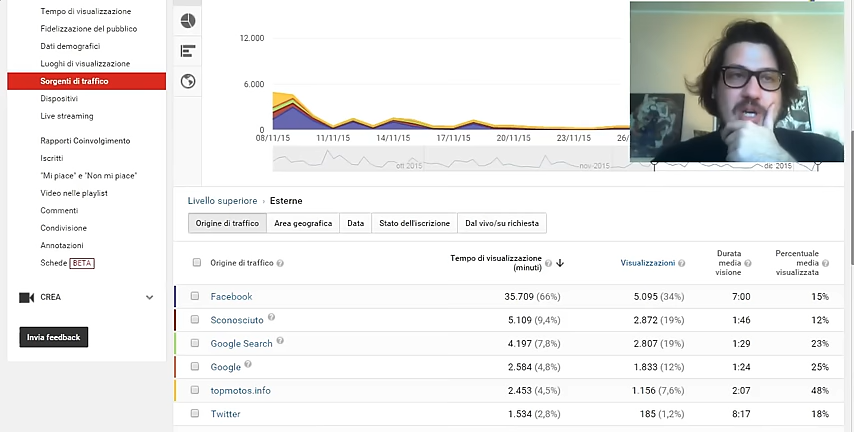 Tempo di visualizzazione
Fidelizzazione del pubblico
Dati demografici
Luoghi di visualizzazione
Sorgenti di traffico
Dispositivi
Live streaming
Rapporti Coinvolgimento
Iscritti
"Mi piace" e "Non mi piace"
Video nelle playlist
Commenti
Condivisione
Annotazioni
Schede BETA
CREA
Invia feedback
12.000
6.000
0
08/11/15 11/11/15 14/11/15 17/11/15 20/11/15 23/11/15 26/
ott 2015 nov 2015 dic 2015
Livello superiore › Esterne
Origine di traffico Area geografica Data Stato dell'iscrizione Dal vivo/su richiesta
Origine di traffico ? Tempo di visualizzazione (minuti) ? Visualizzazioni ? Durata media visione ? Percentuale media visualizzata ?
Facebook 35.709 (66%) 5.095 (34%) 7:00 15%
Sconosciuto ? 5.109 (9,4%) 2.872 (19%) 1:46 12%
Google Search ? 4.197 (7,8%) 2.807 (19%) 1:29 23%
Google ? 2.584 (4,8%) 1.833 (12%) 1:24 25%
topmotos.info 2.453 (4,5%) 1.156 (7,6%) 2:07 48%
Twitter 1.534 (2,8%) 185 (1,2%) 8:17 18%